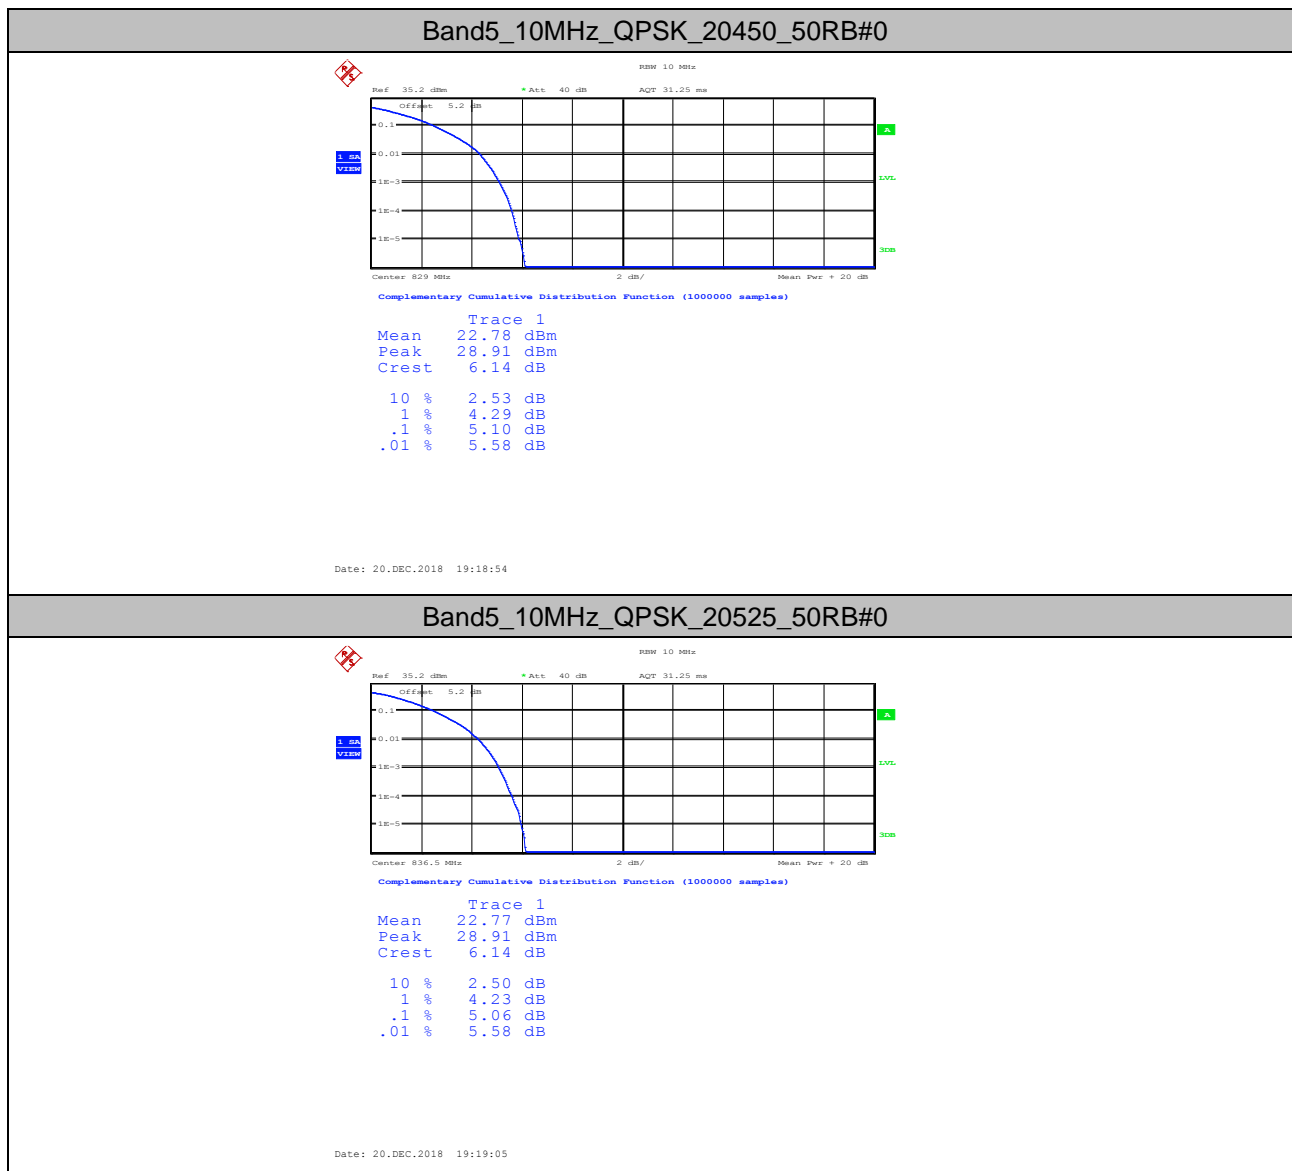 Band5_10MHz_QPSK_20450_50RB#0
R S
RBW 10 MHz
Ref 35.2 dBm * Att 40 dB AQT 31.25 ms
Offset 5.2 dB
0.1
A
0.01
1 SA
VIEW
1E-3
LVL
1E-4
1E-5
3DB
Center 829 MHz 2 dB/ Mean Pwr + 20 dB
Complementary Cumulative Distribution Function (1000000 samples)
Trace 1
Mean 22.78 dBm
Peak 28.91 dBm
Crest 6.14 dB
10 % 2.53 dB
1 % 4.29 dB
.1 % 5.10 dB
.01 % 5.58 dB
Date: 20.DEC.2018 19:18:54
Band5_10MHz_QPSK_20525_50RB#0
R S
RBW 10 MHz
Ref 35.2 dBm * Att 40 dB AQT 31.25 ms
Offset 5.2 dB
0.1
A
0.01
1 SA
VIEW
1E-3
LVL
1E-4
1E-5
3DB
Center 836.5 MHz 2 dB/ Mean Pwr + 20 dB
Complementary Cumulative Distribution Function (1000000 samples)
Trace 1
Mean 22.77 dBm
Peak 28.91 dBm
Crest 6.14 dB
10 % 2.50 dB
1 % 4.23 dB
.1 % 5.06 dB
.01 % 5.58 dB
Date: 20.DEC.2018 19:19:05